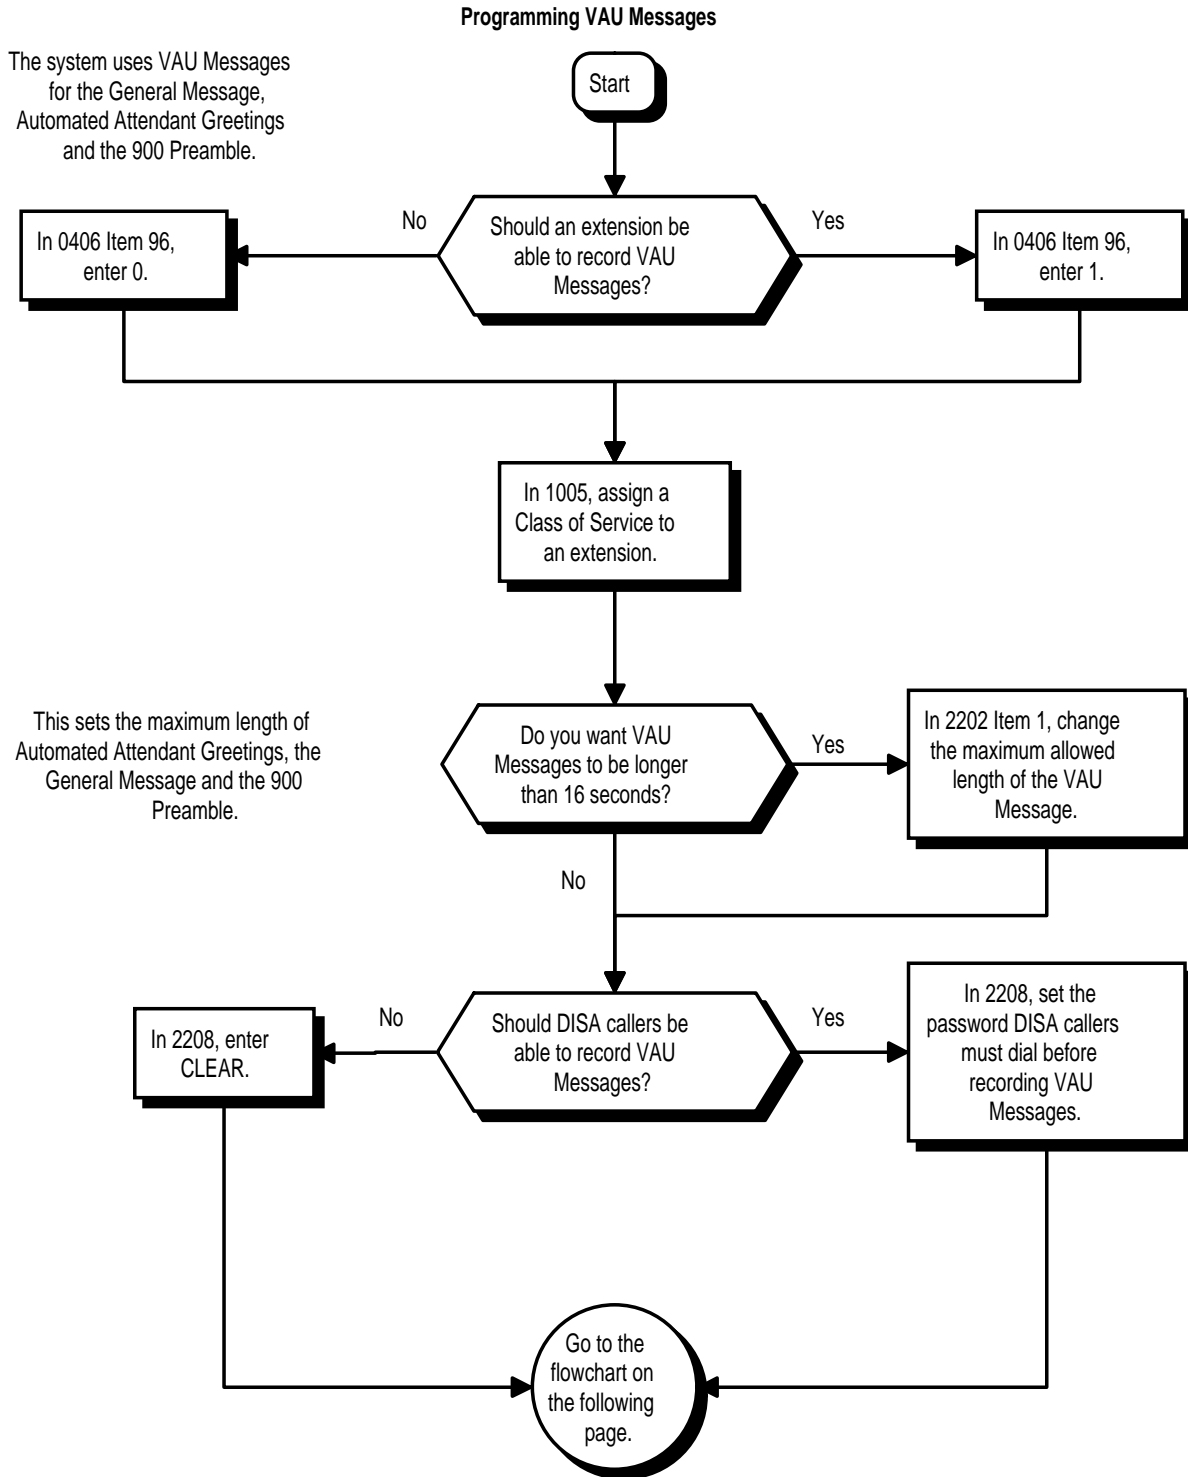 Programming VAU Messages
The system uses VAU Messages
for the General Message,
Automated Attendant Greetings
and the 900 Preamble.
Start
No
Should an extension be
able to record VAU
Messages?
Yes
In 0406 Item 96,
enter 0.
In 0406 Item 96,
enter 1.
In 1005, assign a
Class of Service to
an extension.
This sets the maximum length of
Automated Attendant Greetings, the
General Message and the 900
Preamble.
Do you want VAU
Messages to be longer
than 16 seconds?
Yes
In 2202 Item 1, change
the maximum allowed
length of the VAU
Message.
No
In 2208, enter
CLEAR.
No
Should DISA callers be
able to record VAU
Messages?
Yes
In 2208, set the
password DISA callers
must dial before
recording VAU
Messages.
Go to the
flowchart on
the following
page.